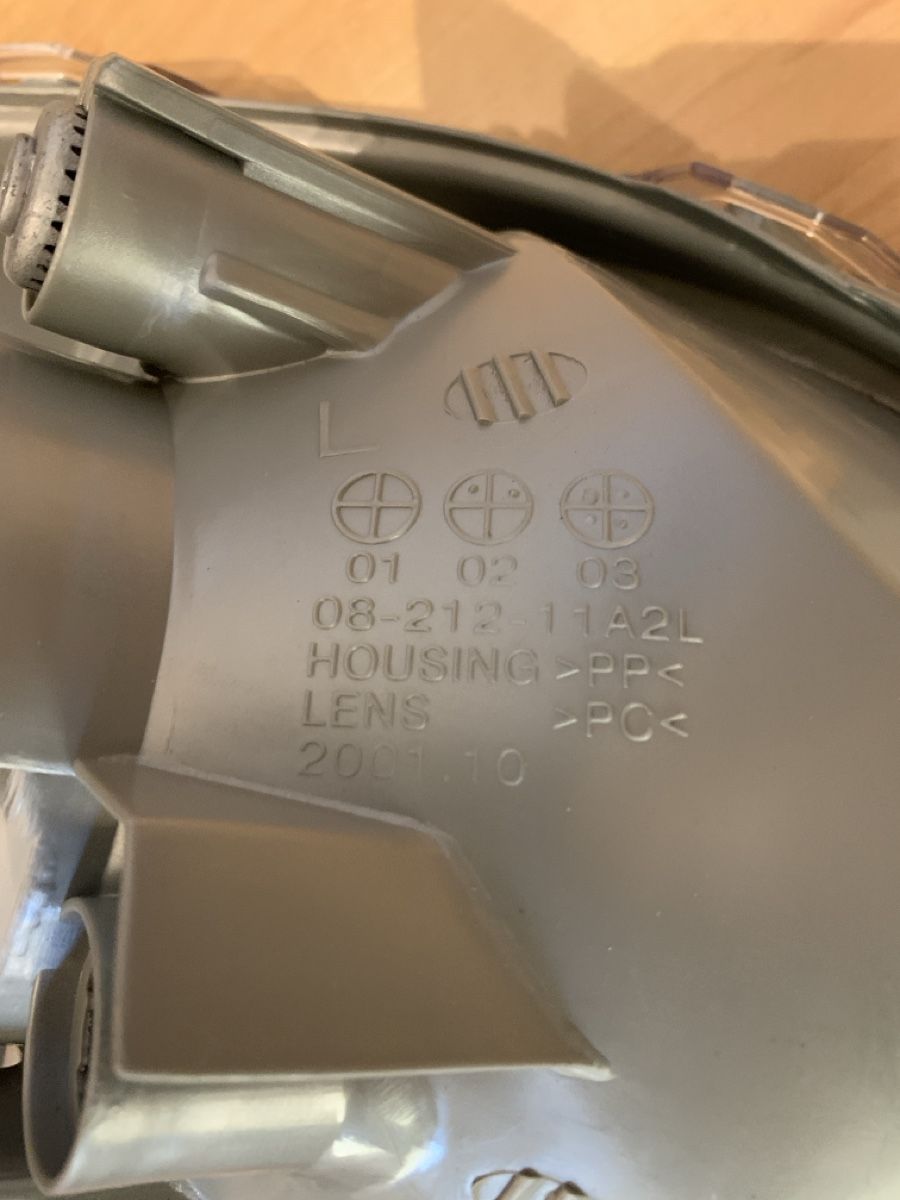 L
01 02 03
08-212-11A2L
HOUSING >PP<
LENS >PC<
2001.10